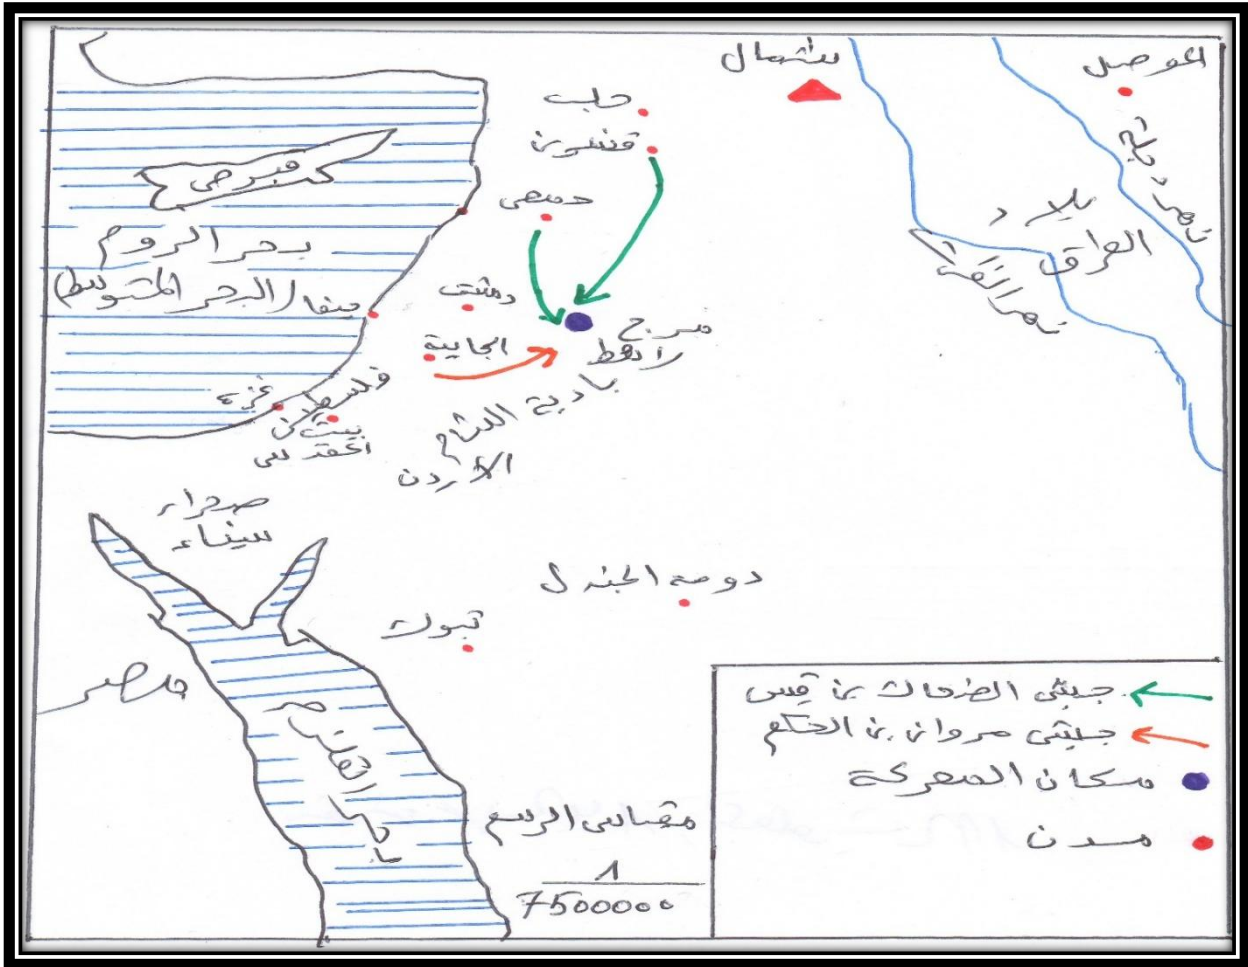 شمال
الموصل
حلب
قنسرين
نهر دجلة
قبرص
حمص
بلاد
العراق
نهر الفرات
بحر الروم
(البحر المتوسط)
يفا
دمشق
مرج
راهط
الجابية
بادية الشام
فلسطين
غزة
بيت
المقدس
الأردن
صحراء
سيناء
دومة الجندل
تبوك
مصر
بحر القلزم
جيش الضحاك بن قيس
جيش مروان بن الحكم
مكان المعركة
مدن
مقياس الرسم
1
7500000